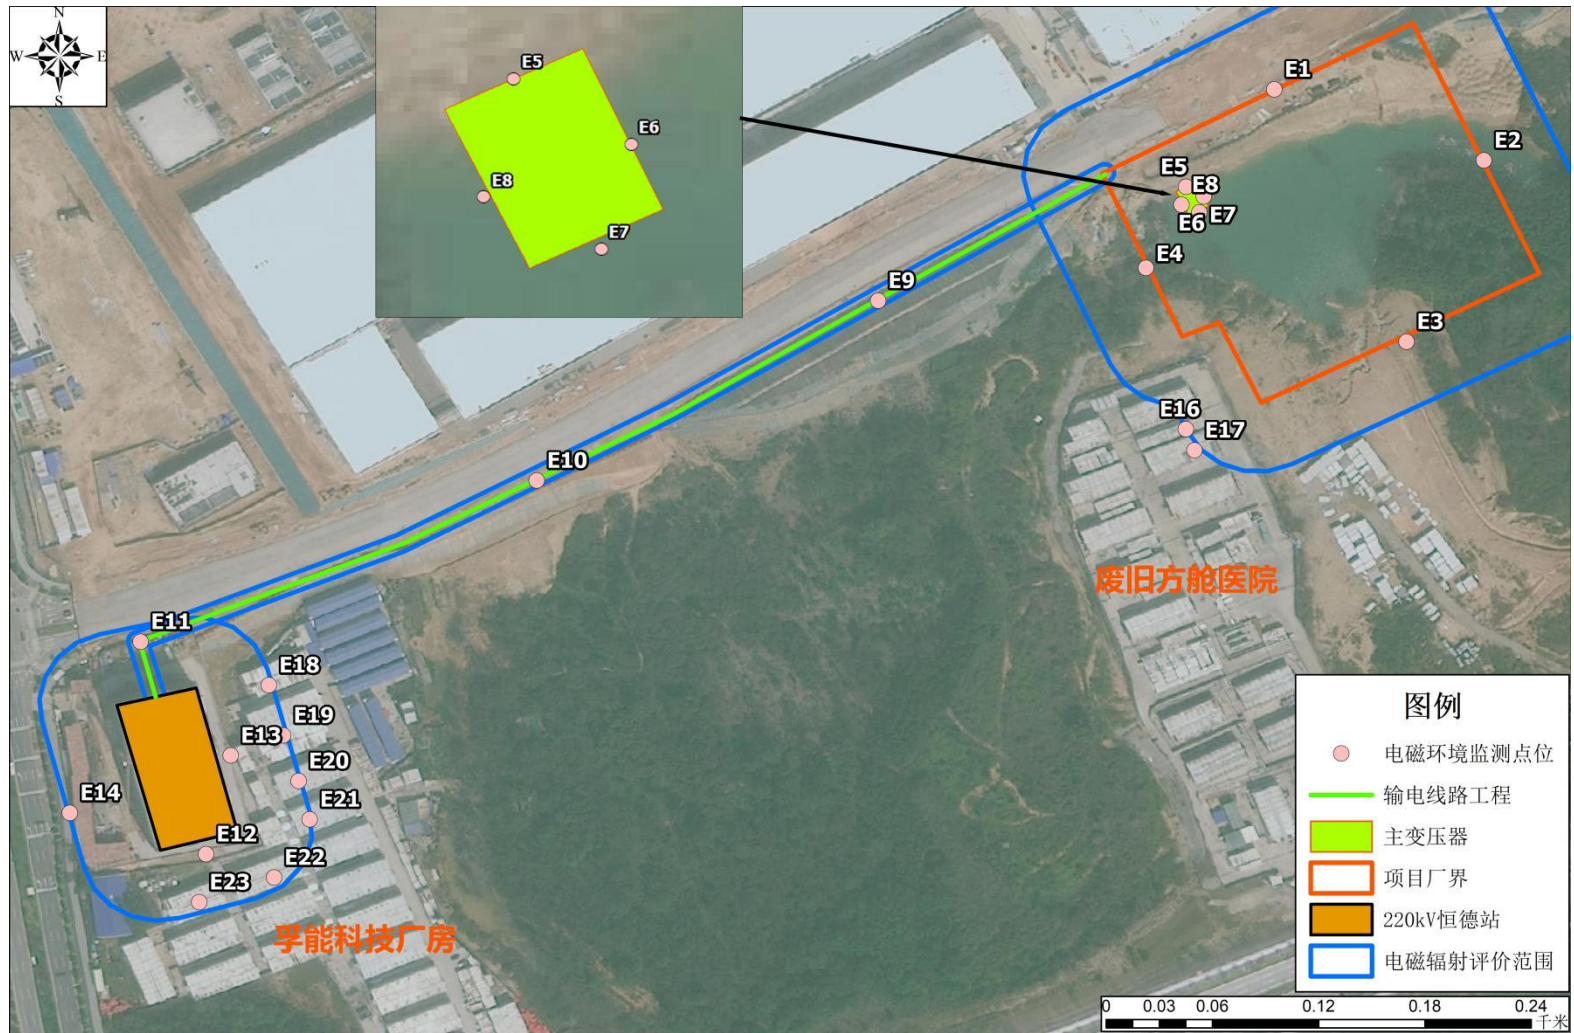 N
W E
S
E5
E6
E8
E7
E1
E2
E5
E8
E6
E7
E4
E3
E9
E10
E16
E17
废旧方舱医院
E11
E18
E19
E13
E20
E14
E21
E12
E22
E23
孚能科技厂房
图例
电磁环境监测点位
输电线路工程
主变压器
项目厂界
220kV恒德站
电磁辐射评价范围
0 0.03 0.06 0.12 0.18 0.24
千米